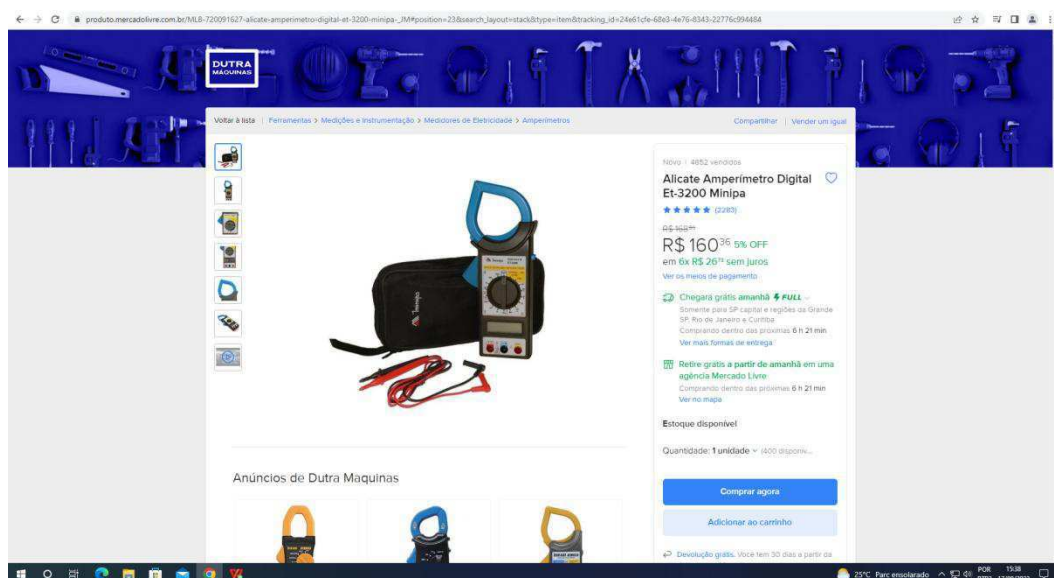 produto.mercadolivre.com.br/MLB-720091627-alicate-amperimetro-digital-et-3200-minipa-_JM#position=23&search_layout=stack&type=item&tracking_id=24e61cfe-68e3-4e76-8343-22776c994484
DUTRA
MÁQUINAS
Voltar à lista | Ferramentas > Medições e Instrumentação > Medidores de Eletricidade > Amperímetros
Compartilhar | Vender um igual
Novo | 4852 vendidos
Alicate Amperímetro Digital
Et-3200 Minipa
(2283)
R$ 160 36 5% OFF
em 6x R$ 26 sem juros
Ver os meios de pagamento
Chegará grátis amanhã FULL
Somente para SP capital e regiões da Grande
SP, Rio de Janeiro e Curitiba
Comprando dentro das próximas 6 h 21 min
Ver mais formas de entrega
Retire grátis a partir de amanhã em uma
agência Mercado Livre
Comprando dentro das próximas 6 h 21 min
Ver no mapa
Estoque disponível
Quantidade: 1 unidade (400 disponív...
Comprar agora
Adicionar ao carrinho
Devolução grátis. Você tem 30 dias a partir da
minipa
Anúncios de Dutra Maquinas
25°C Parc ensolarado
POR
15:38